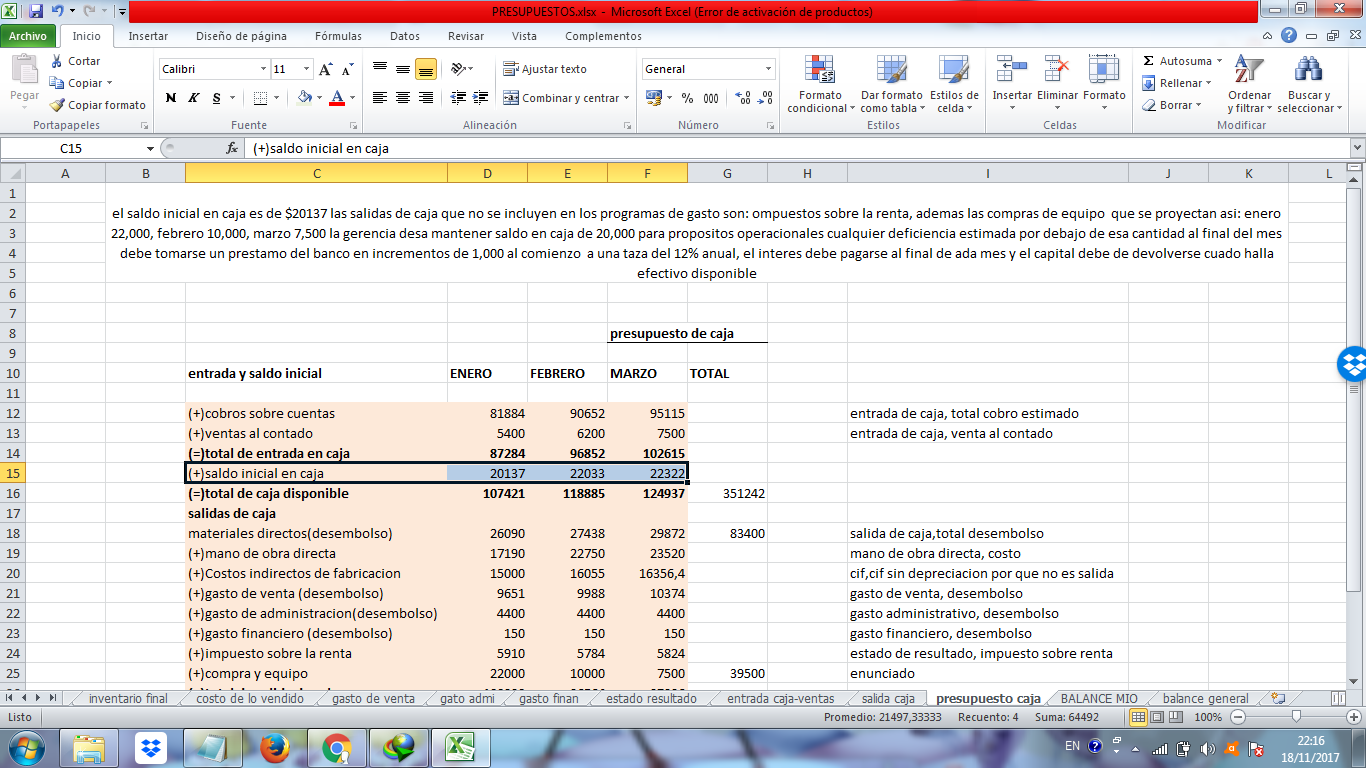 PRESUPUESTOS.xlsx - Microsoft Excel (Error de activación de productos)
Archivo Inicio Insertar Diseño de página Fórmulas Datos Revisar Vista Complementos
Pegar
Cortar
Copiar
Copiar formato
Portapapeles
Calibri 11
N K S
Fuente
Ajustar texto
Combinar y centrar
Alineación
General
% 000
Número
Formato condicional
Dar formato como tabla
Estilos de celda
Estilos
Insertar Eliminar Formato
Celdas
Autosuma
Rellenar
Borrar
Ordenar y filtrar
Buscar y seleccionar
Modificar
C15 fx (+)saldo inicial en caja
A B C D E F G H I J K L
1
2 el saldo inicial en caja es de $20137 las salidas de caja que no se incluyen en los programas de gasto son: ompuestos sobre la renta, ademas las compras de equipo que se proyectan asi: enero
3 22,000, febrero 10,000, marzo 7,500 la gerencia desa mantener saldo en caja de 20,000 para propositos operacionales cualquier deficiencia estimada por debajo de esa cantidad al final del mes
4 debe tomarse un prestamo del banco en incrementos de 1,000 al comienzo a una taza del 12% anual, el interes debe pagarse al final de ada mes y el capital debe de devolverse cuado halla
5 efectivo disponible
6
7
8 presupuesto de caja
9
10 entrada y saldo inicial ENERO FEBRERO MARZO TOTAL
11
12 (+)cobros sobre cuentas 81884 90652 95115 entrada de caja, total cobro estimado
13 (+)ventas al contado 5400 6200 7500 entrada de caja, venta al contado
14 (=)total de entrada en caja 87284 96852 102615
15 (+)saldo inicial en caja 20137 22033 22322
16 (=)total de caja disponible 107421 118885 124937 351242
17 salidas de caja
18 materiales directos(desembolso) 26090 27438 29872 83400 salida de caja,total desembolso
19 (+)mano de obra directa 17190 22750 23520 mano de obra directa, costo
20 (+)Costos indirectos de fabricacion 15000 16055 16356,4 cif,cif sin depreciacion por que no es salida
21 (+)gasto de venta (desembolso) 9651 9988 10374 gasto de venta, desembolso
22 (+)gasto de administracion(desembolso) 4400 4400 4400 gasto administrativo, desembolso
23 (+)gasto financiero (desembolso) 150 150 150 gasto financiero, desembolso
24 (+)impuesto sobre la renta 5910 5784 5824 estado de resultado, impuesto sobre renta
25 (+)compra y equipo 22000 10000 7500 39500 enunciado
inventario final costo de lo vendido gasto de venta gato admi gasto finan estado resultado entrada caja-ventas salida caja presupuesto caja BALANCE MIO balance general
Listo Promedio: 21497,33333 Recuento: 4 Suma: 64492 100%
EN 22:16
18/11/2017